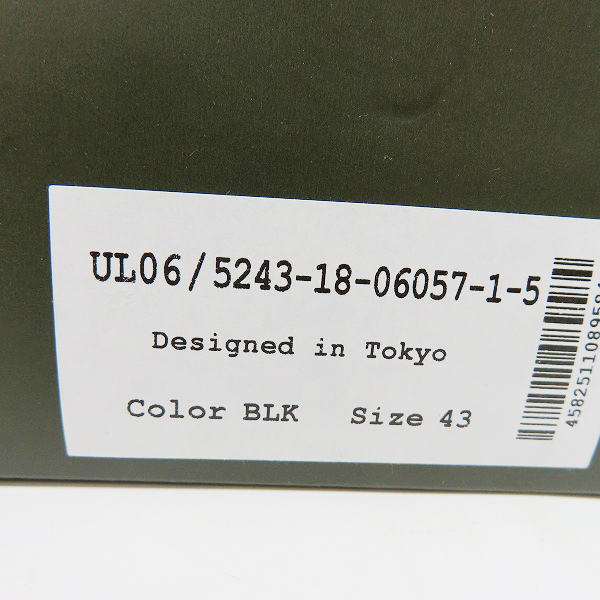 UL06/5243-18-06057-1-5
Designed in Tokyo
Color BLK Size 43